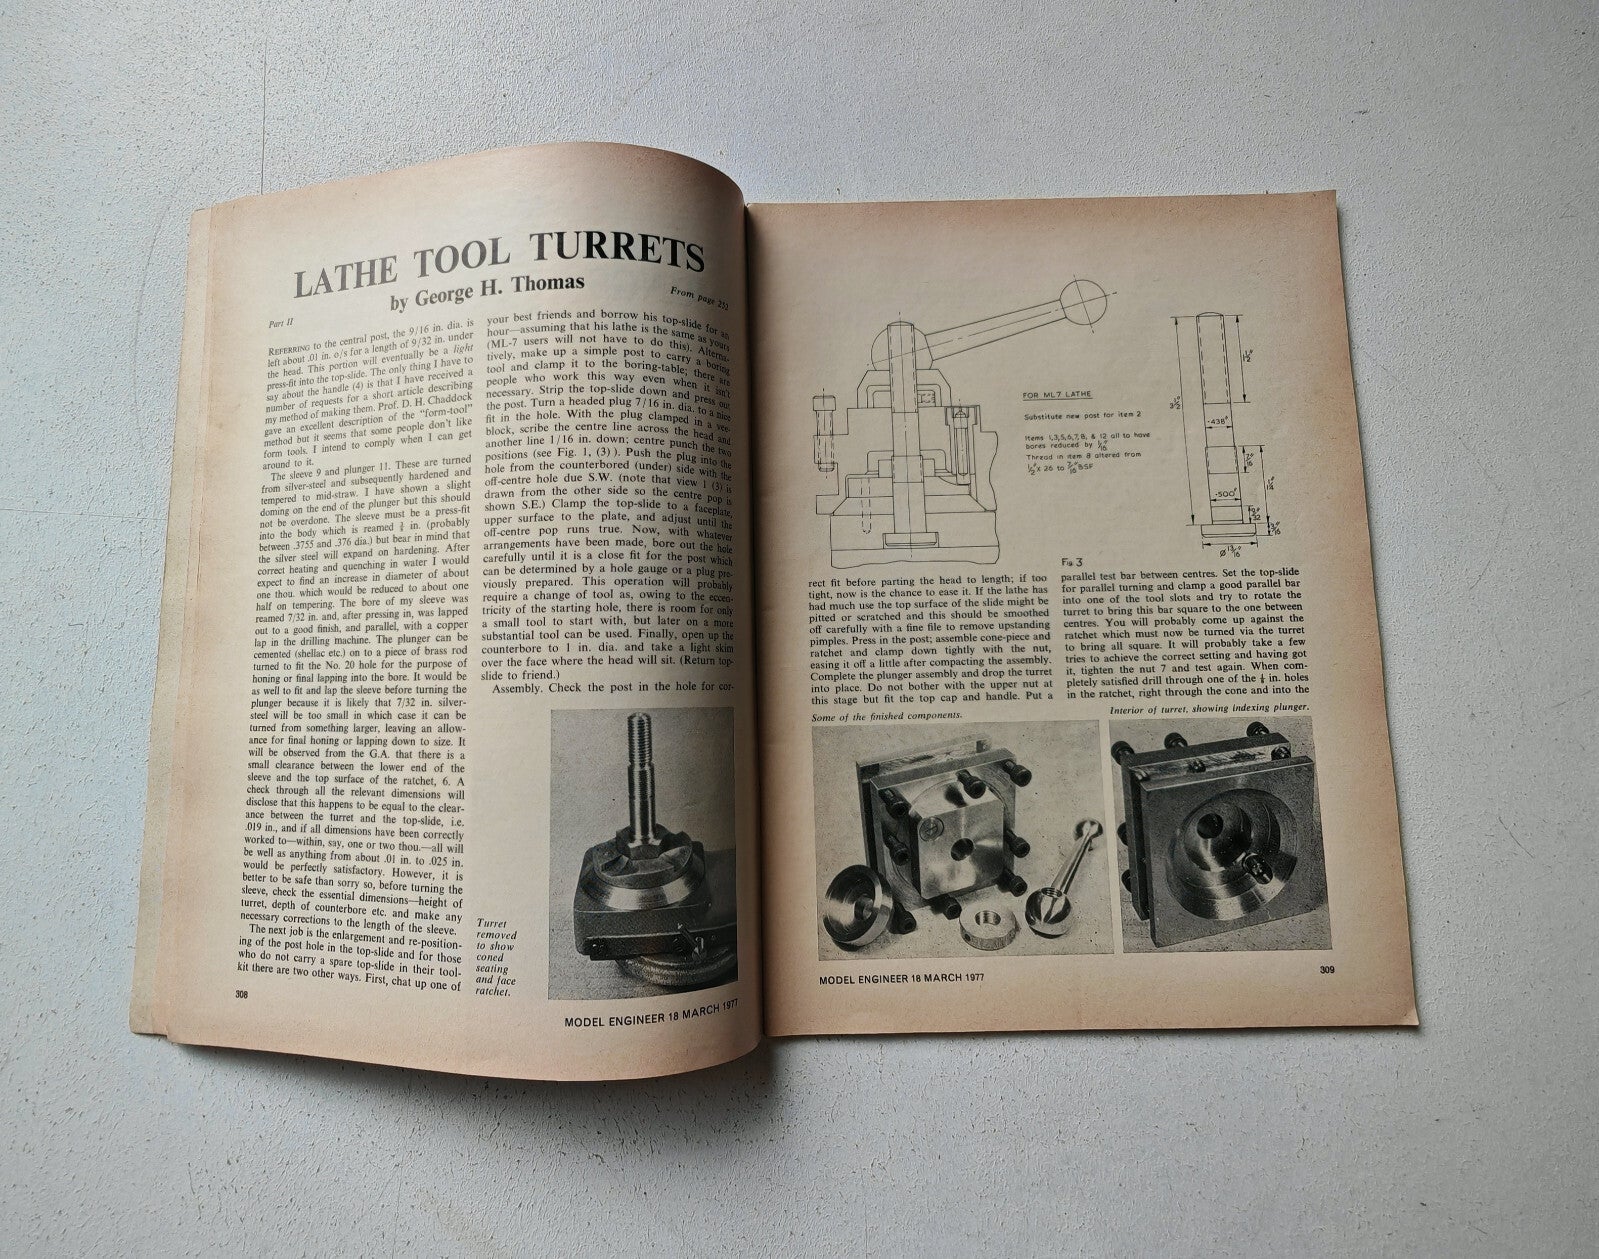 LATHE TOOL TURRETS
by George H. Thomas
Part II
From page 253
REFERRING to the central post, the 9/16 in. dia. is
left about .01 in. o/s for a length of 9/32 in. under
the head. This portion will eventually be a light
press-fit into the top-slide. The only thing I have to
say about the handle (4) is that I have received a
number of requests for a short article describing
my method of making them. Prof. D. H. Chaddock
gave an excellent description of the "form-tool"
method but it seems that some people don't like
form tools. I intend to comply when I can get
around to it.
The sleeve 9 and plunger 11. These are turned
from silver-steel and subsequently hardened and
tempered to mid-straw. I have shown a slight
doming on the end of the plunger but this should
not be overdone. The sleeve must be a press-fit
into the body which is reamed in. (probably
between .3755 and .376 dia.) but bear in mind that
the silver steel will expand on hardening. After
correct heating and quenching in water I would
expect to find an increase in diameter of about
one thou. which would be reduced to about one
half on tempering. The bore of my sleeve was
reamed 7/32 in. and, after pressing in, was lapped
out to a good finish, and parallel, with a copper
lap in the drilling machine. The plunger can be
cemented (shellac etc.) on to a piece of brass rod
turned to fit the No. 20 hole for the purpose of
honing or final lapping into the bore. It would be
as well to fit and lap the sleeve before turning the
plunger because it is likely that 7/32 in. silver-
steel will be too small in which case it can be
turned from something larger, leaving an allow-
ance for final honing or lapping down to size. It
will be observed from the G.A. that there is a
small clearance between the lower end of the
sleeve and the top surface of the ratchet, 6. A
check through all the relevant dimensions will
disclose that this happens to be equal to the clear-
ance between the turret and the top-slide, i.e.
.019 in., and if all dimensions have been correctly
worked to—within, say, one or two thou.—all will
be well as anything from about .01 in. to .025 in.
would be perfectly satisfactory. However, it is
better to be safe than sorry so, before turning the
sleeve, check the essential dimensions—height of
turret, depth of counterbore etc. and make any
necessary corrections to the length of the sleeve.
The next job is the enlargement and re-position-
ing of the post hole in the top-slide and for those
who do not carry a spare top-slide in their tool-
kit there are two other ways. First, chat up one of
308
your best friends and borrow his top-slide for an
hour—assuming that his lathe is the same as yours
(ML-7 users will not have to do this). Alterna-
tively, make up a simple post to carry a boring
tool and clamp it to the boring-table; there are
people who work this way even when it isn't
necessary. Strip the top-slide down and press out
the post. Turn a headed plug 7/16 in. dia. to a nice
fit in the hole. With the plug clamped in a vee-
block, scribe the centre line across the head and
another line 1/16 in. down; centre punch the two
positions (see Fig. 1, (3)). Push the plug into the
hole from the counterbored (under) side with the
off-centre hole due S.W. (note that view 1 (3) is
drawn from the other side so the centre pop is
shown S.E.) Clamp the top-slide to a faceplate,
upper surface to the plate, and adjust until the
off-centre pop runs true. Now, with whatever
arrangements have been made, bore out the hole
carefully until it is a close fit for the post which
can be determined by a hole gauge or a plug pre-
viously prepared. This operation will probably
require a change of tool as, owing to the eccen-
tricity of the starting hole, there is room for only
a small tool to start with, but later on a more
substantial tool can be used. Finally, open up the
counterbore to 1 in. dia. and take a light skim
over the face where the head will sit. (Return top-
slide to friend.)
Assembly. Check the post in the hole for cor-
Turret
removed
to show
coned
seating
and face
ratchet.
MODEL ENGINEER 18 MARCH 1977
FOR ML7 LATHE
Substitute new post for item 2
Items 1,3,5,6,7,8, & 12 all to have
bores reduced by 1/16"
Thread in item 8 altered from
1/2" x 26 to 7/16" BSF
1 1/2"
3 1/2"
.438"
7/16"
1 1/4"
.500"
9/32
3/16"
Ø 13/16"
Fig 3
rect fit before parting the head to length; if too
tight, now is the chance to ease it. If the lathe has
had much use the top surface of the slide might be
pitted or scratched and this should be smoothed
off carefully with a fine file to remove upstanding
pimples. Press in the post; assemble cone-piece and
ratchet and clamp down tightly with the nut,
easing it off a little after compacting the assembly.
Complete the plunger assembly and drop the turret
into place. Do not bother with the upper nut at
this stage but fit the top cap and handle. Put a
parallel test bar between centres. Set the top-slide
for parallel turning and clamp a good parallel bar
into one of the tool slots and try to rotate the
turret to bring this bar square to the one between
centres. You will probably come up against the
ratchet which must now be turned via the turret
to bring all square. It will probably take a few
tries to achieve the correct setting and having got
it, tighten the nut 7 and test again. When com-
pletely satisfied drill through one of the in. holes
in the ratchet, right through the cone and into the
Some of the finished components.
Interior of turret, showing indexing plunger.
MODEL ENGINEER 18 MARCH 1977
309